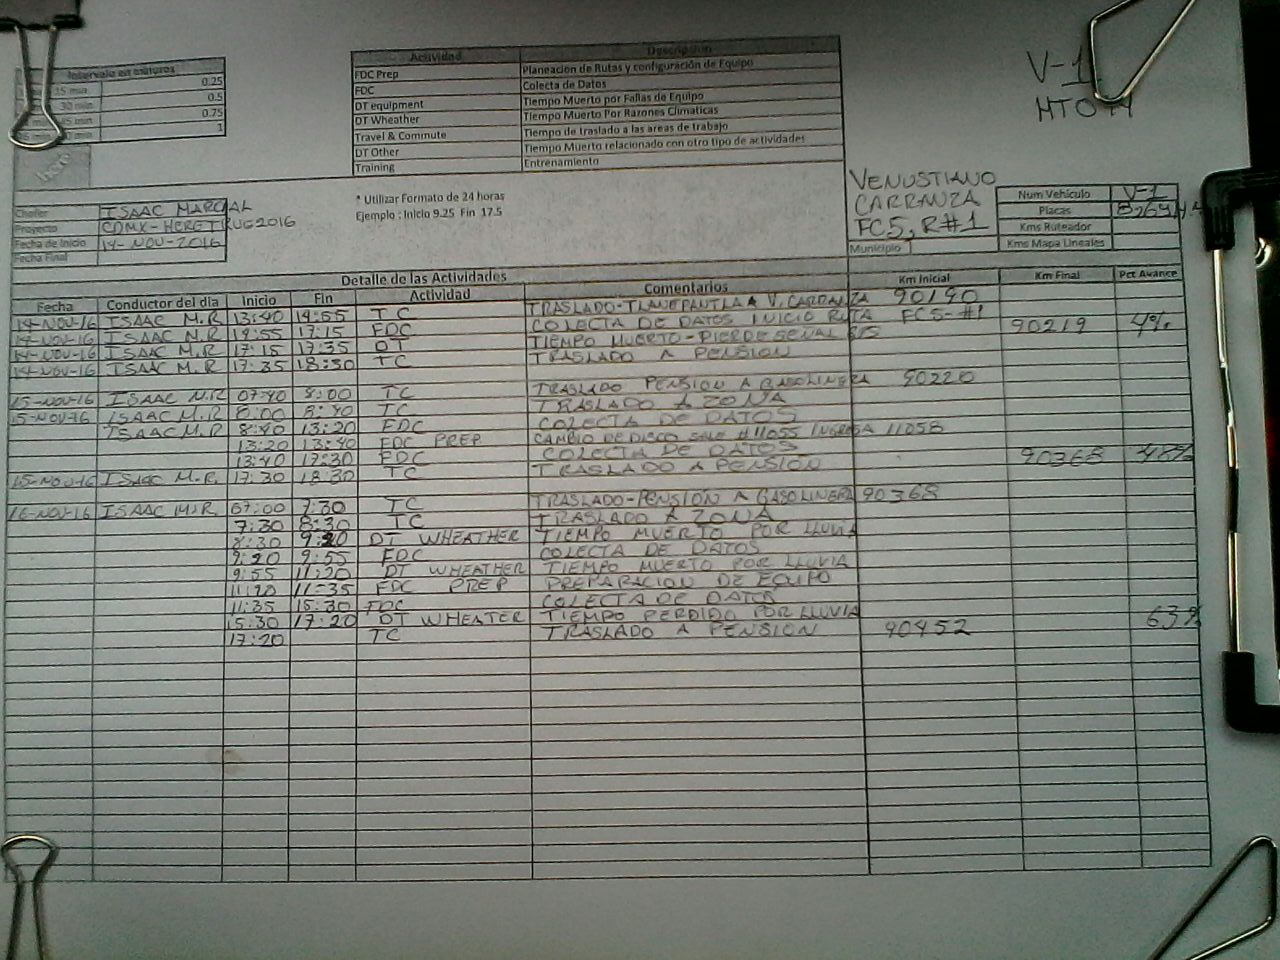 V-1
Intervalo en minutos
15 min 0.25
30 min 0.5
45 min 0.75
1
here
Actividad Descripción
FDC Prep Planeacion de Rutas y configuración de Equipo
FDC Colecta de Datos
DT equipment Tiempo Muerto por Fallas de Equipo
DT Wheather Tiempo Muerto Por Razones Climaticas
Travel & Commute Tiempo de traslado a las areas de trabajo
DT Other Tiempo Muerto relacionado con otro tipo de actividades
Training Entrenamiento
* Utilizar Formato de 24 horas
Ejemplo : Inicio 9.25 Fin 17.5
Chofer ISAAC MARCIAL
Proyecto CDMX-HERETRUE2016
Fecha de Inicio 14-NOV-2016
Fecha Final
VENUSTIANO
CARRANZA
FC5, R#1
Municipio
Num Vehículo V-1
Placas
Kms Ruteador
Kms Mapa Lineales
Detalle de las Actividades
Fecha Conductor del día Inicio Fin Actividad Comentarios Km Inicial Km Final Pct Avance
14-NOV-16 ISAAC M.R 13:40 14:55 TC TRASLADO-TLANEPANTLA A V. CARRANZA 90190
14-NOV-16 ISAAC M.R 14:55 17:15 FDC COLECTA DE DATOS INICIO RUTA FC5-#1 90219 4%
14-NOV-16 ISAAC M.R 17:15 17:35 DT TIEMPO MUERTO-PIERDE SEÑAL
14-NOV-16 ISAAC M.R 17:35 18:30 TC TRASLADO A PENSION
15-NOV-16 ISAAC M.R 07:40 8:00 TC TRASLADO PENSION A GASOLINERA 90220
15-NOV-16 ISAAC M.R 8:00 8:40 TC TRASLADO A ZONA
ISAAC M.R 8:40 13:20 FDC COLECTA DE DATOS
13:20 13:40 FDC PREP CAMBIO DE DISCO SALE #11055 INGRESA 11058
13:40 17:30 FDC COLECTA DE DATOS 90368 48%
15-NOV-16 ISAAC M.R. 17:30 18:30 TC TRASLADO A PENSION
16-NOV-16 ISAAC M.R. 07:00 7:30 TC TRASLADO-PENSION A GASOLINERA 90368
7:30 8:30 TC TRASLADO A ZONA
8:30 9:20 DT WHEATHER TIEMPO MUERTO POR LLUVIA
9:20 9:55 FDC COLECTA DE DATOS
9:55 11:20 DT WHEATHER TIEMPO MUERTO POR LLUVIA
11:20 11:35 FDC PREP PREPARACION DE EQUIPO
11:35 15:30 FDC COLECTA DE DATOS
15:30 17:20 DT WHEATER TIEMPO PERDIDO POR LLUVIA 63%
17:20 TC TRASLADO A PENSION 90452